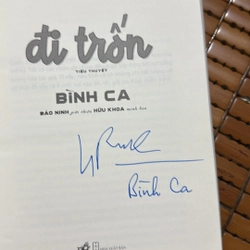 đi trốn
TIỂU THUYẾT
BÌNH CA
BẢO NINH giới thiệu HỮU KHOA minh họa
Bình Ca